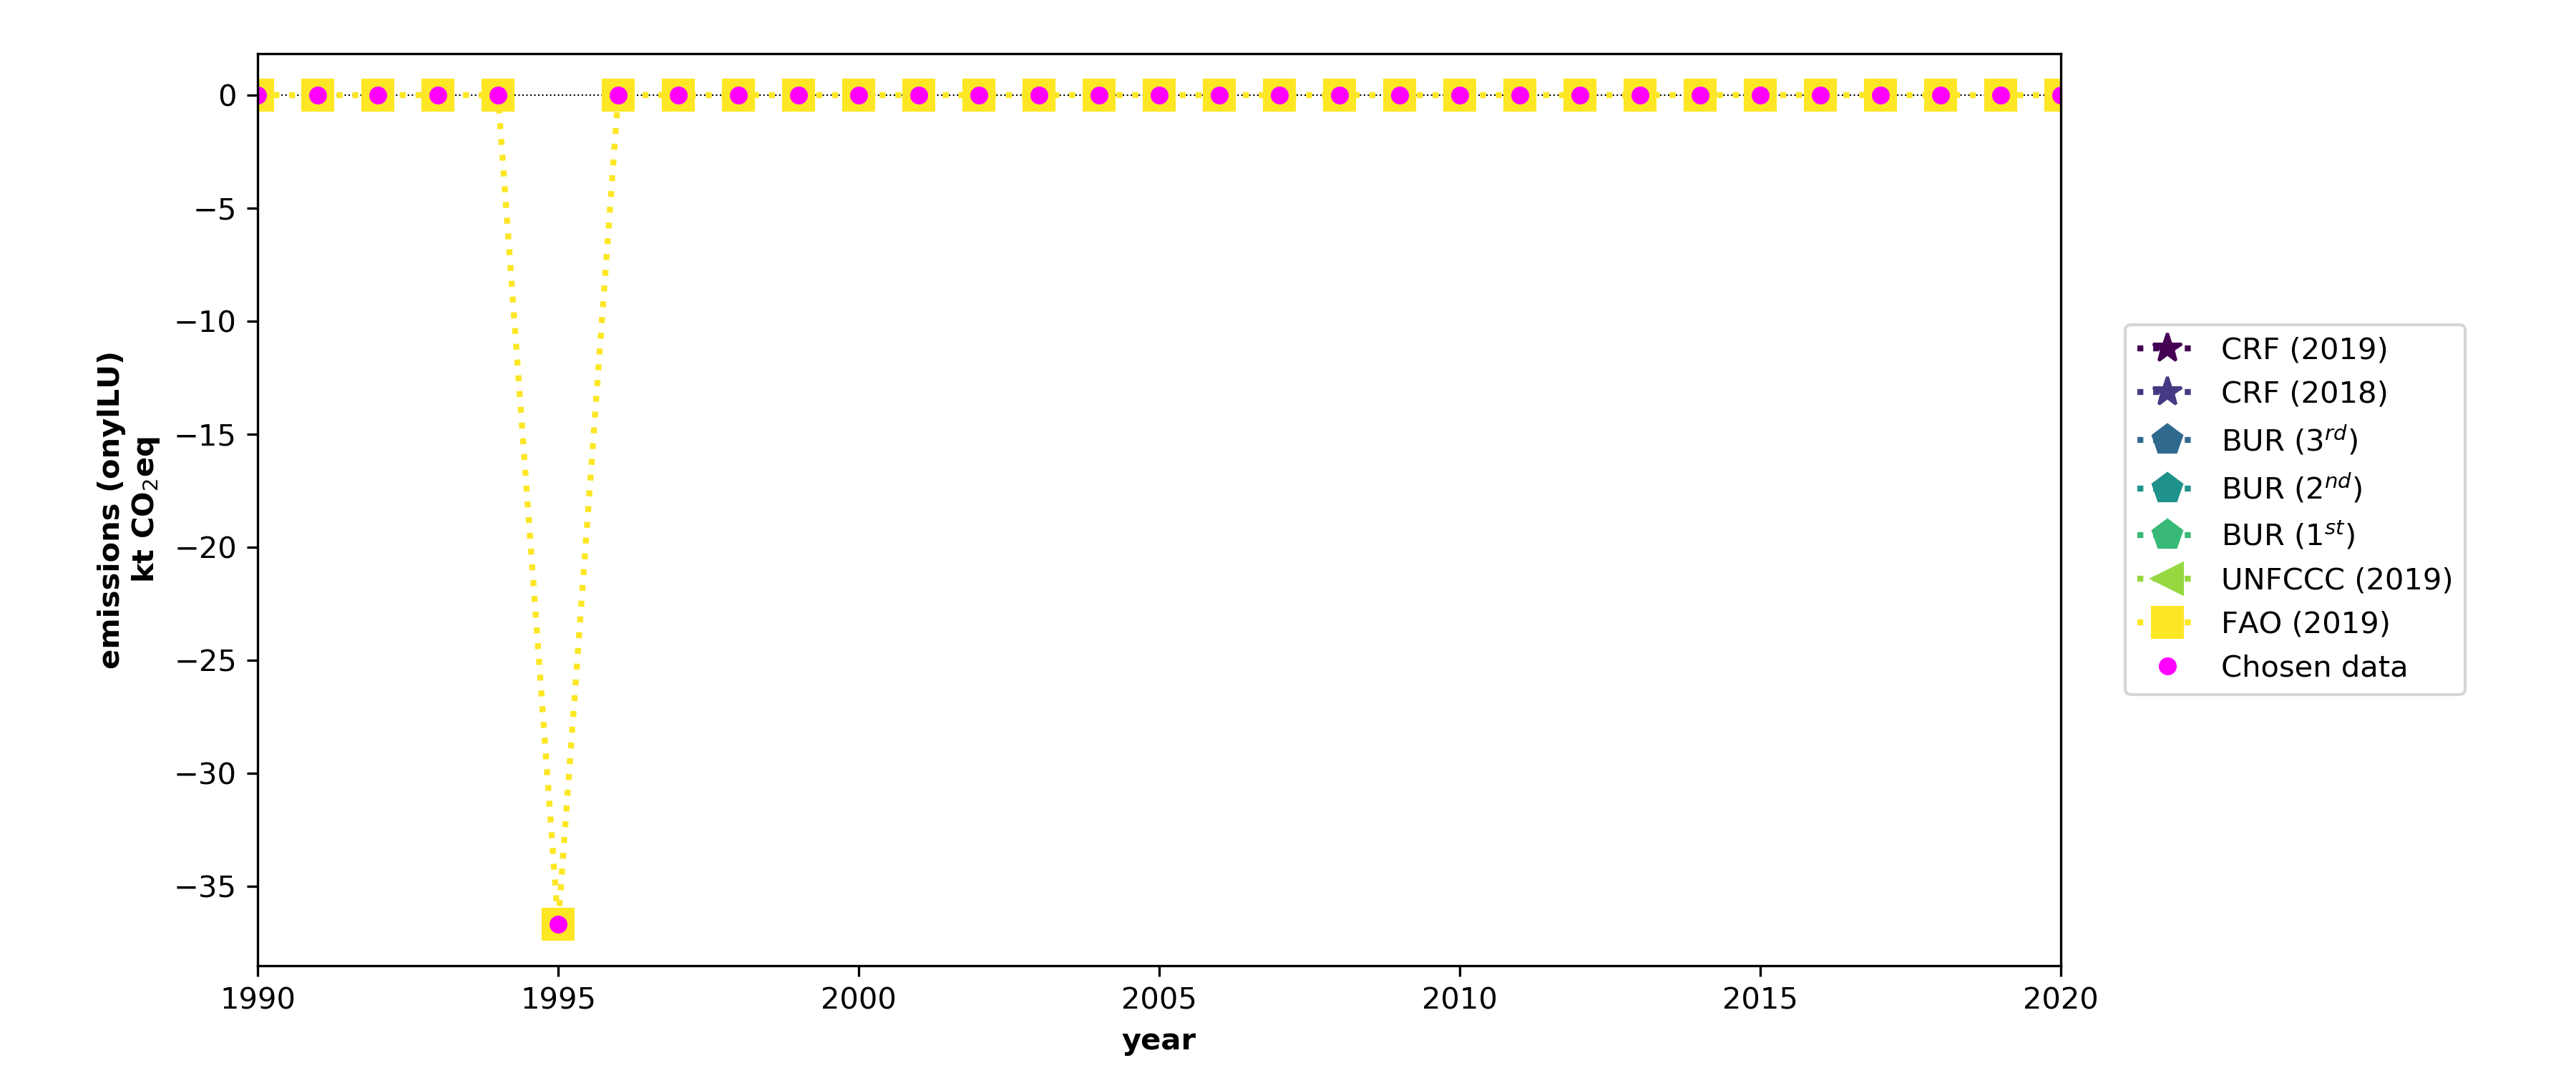 0
−5
−10
−15
−20
−25
−30
−35
emissions (onylLU)
kt CO₂eq
1990 1995 2000 2005 2010 2015 2020
year
CRF (2019)
CRF (2018)
BUR (3ʳᵈ)
BUR (2ⁿᵈ)
BUR (1ˢᵗ)
UNFCCC (2019)
FAO (2019)
Chosen data